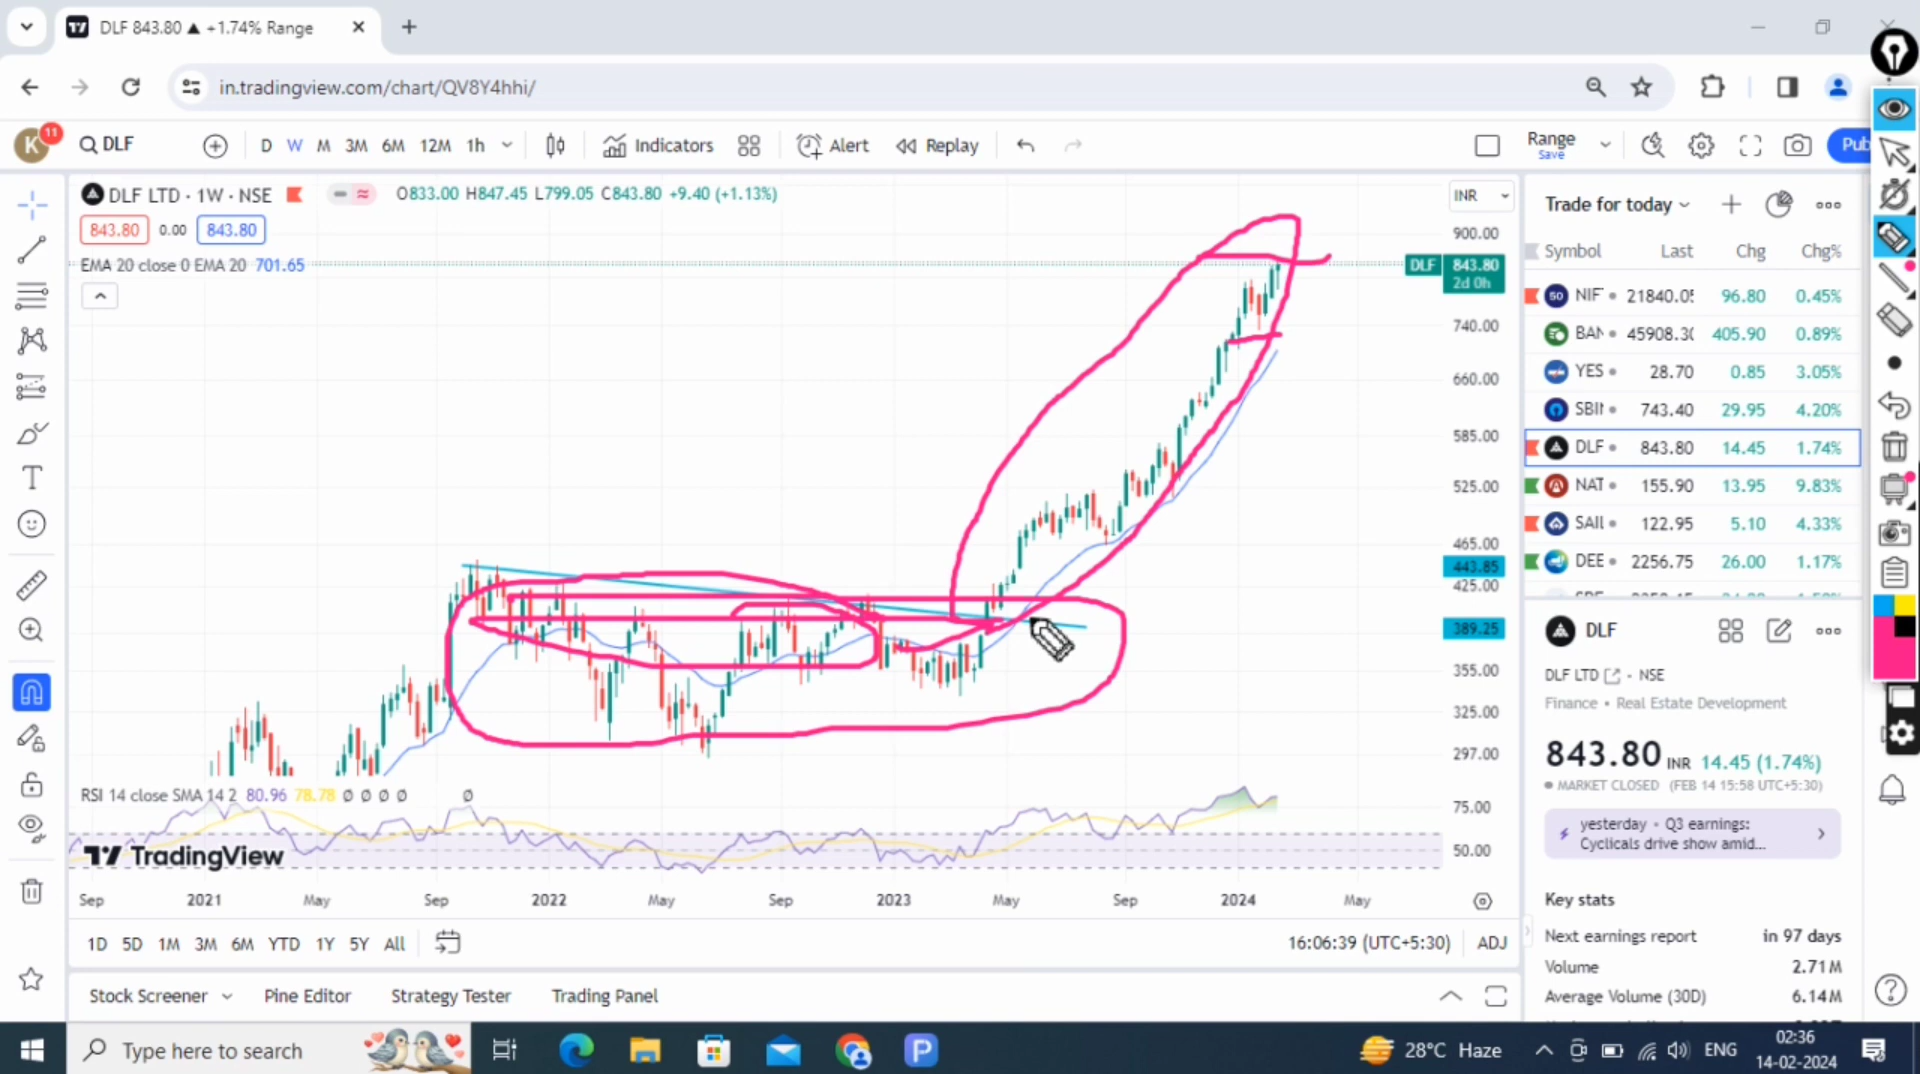 DLF 843.80 ▲ +1.74% Range
in.tradingview.com/chart/QV8Y4hhi/
K 11 DLF D W M 3M 6M 12M 1h Indicators Alert Replay Range Save Pub
DLF LTD · 1W · NSE O833.00 H847.45 L799.05 C843.80 +9.40 (+1.13%)
843.80 0.00 843.80
EMA 20 close 0 EMA 20 701.65
INR
900.00
DLF 843.80
2d 0h
740.00
660.00
585.00
525.00
465.00
443.85
425.00
389.25
355.00
325.00
297.00
RSI 14 close SMA 14 2 80.96 78.78 Ø Ø Ø Ø Ø
75.00
50.00
TradingView
Sep 2021 May Sep 2022 May Sep 2023 May Sep 2024 May
1D 5D 1M 3M 6M YTD 1Y 5Y All 16:06:39 (UTC+5:30) ADJ
Stock Screener Pine Editor Strategy Tester Trading Panel
Trade for today
Symbol Last Chg Chg%
50 NIF 21840.05 96.80 0.45%
BAN 45908.30 405.90 0.89%
YES 28.70 0.85 3.05%
SBIN 743.40 29.95 4.20%
DLF 843.80 14.45 1.74%
NAT 155.90 13.95 9.83%
SAIL 122.95 5.10 4.33%
DEE 2256.75 26.00 1.17%
DLF
DLF LTD · NSE
Finance • Real Estate Development
843.80 INR 14.45 (1.74%)
MARKET CLOSED (FEB 14 15:58 UTC+5:30)
yesterday • Q3 earnings:
Cyclicals drive show amid...
Key stats
Next earnings report in 97 days
Volume 2.71M
Average Volume (30D) 6.14M
Type here to search 28°C Haze ENG 02:36
14-02-2024